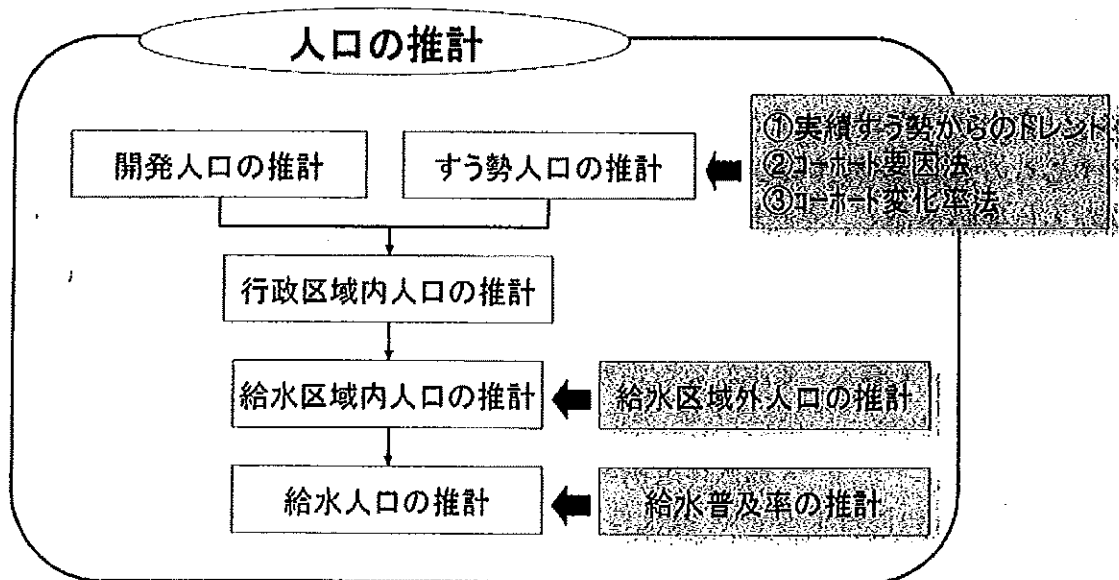 人口の推計
開発人口の推計
すう勢人口の推計
①実績すう勢からのトレンド
②コーホート要因法
③コーホート変化率法
行政区域内人口の推計
給水区域内人口の推計
給水区域外人口の推計
給水人口の推計
給水普及率の推計